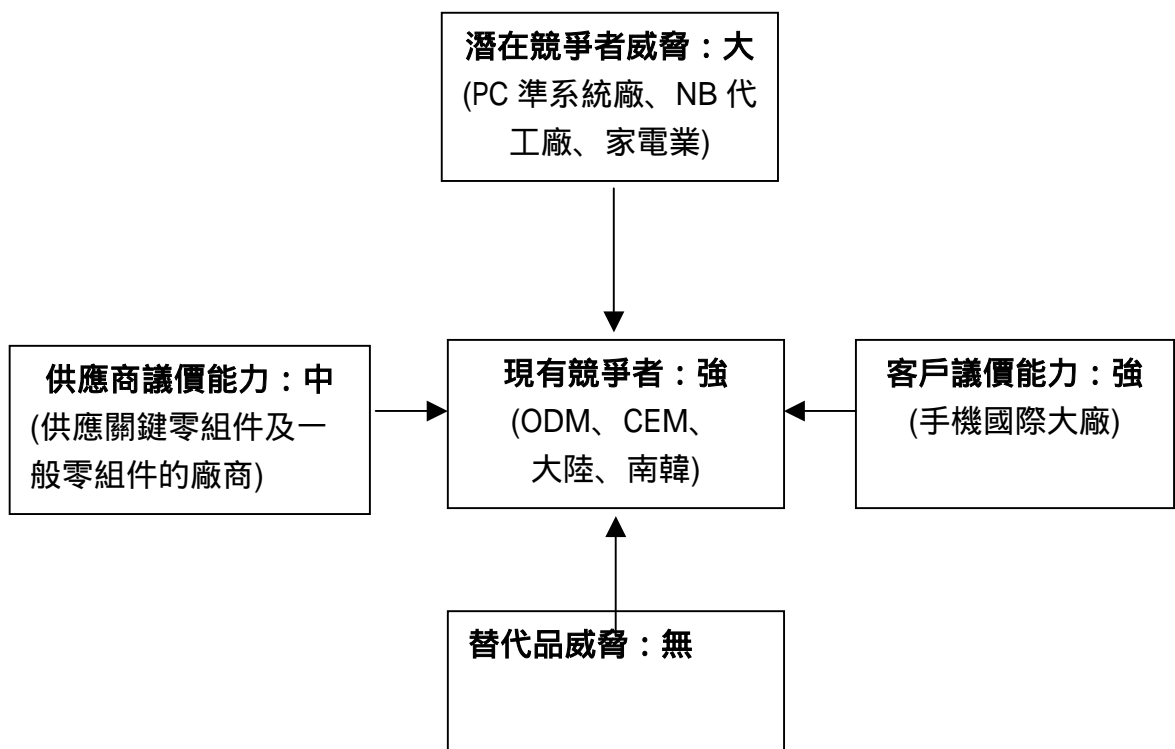 潛在競爭者威脅：大
(PC 準系統廠、NB 代
工廠、家電業)
供應商議價能力：中
(供應關鍵零組件及一
般零組件的廠商)
現有競爭者：強
(ODM、CEM、
大陸、南韓)
客戶議價能力：強
(手機國際大廠)
替代品威脅：無